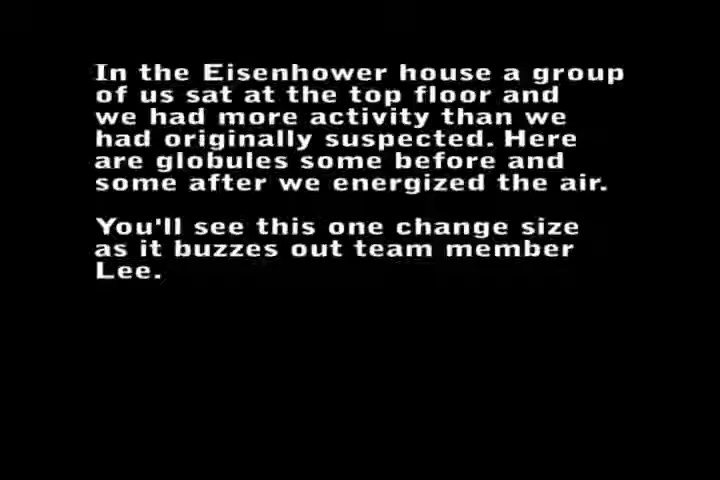 In the Eisenhower house a group
of us sat at the top floor and
we had more activity than we
had originally suspected. Here
are globules some before and
some after we energized the air.
You'll see this one change size
as it buzzes out team member
Lee.